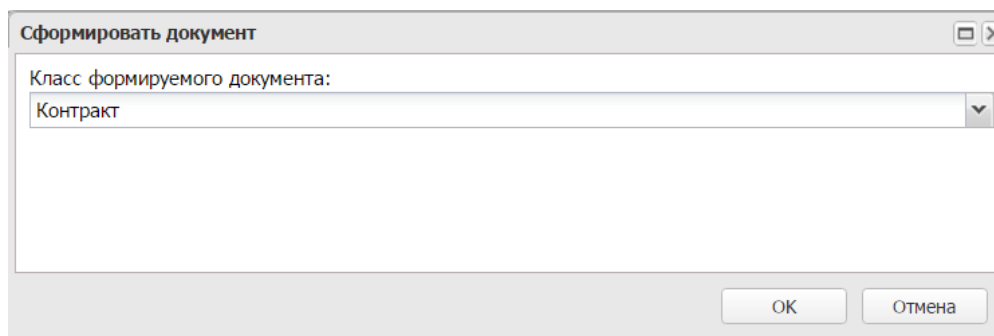 Сформировать документ
Класс формируемого документа:
Контракт
OK Отмена